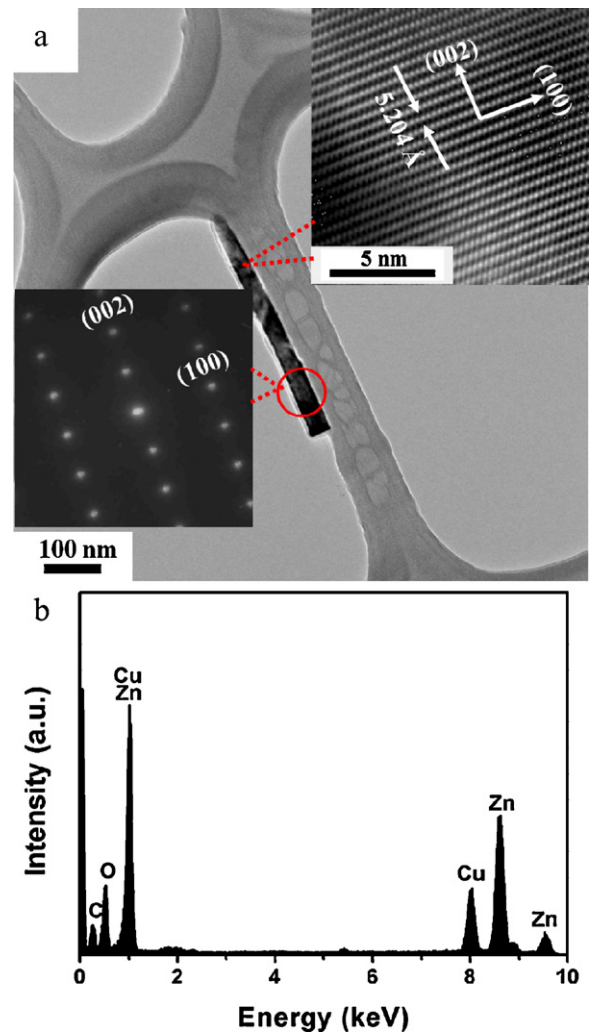 a
(002)
(100)
5.204 Å
5 nm
(002)
(100)
100 nm
b
Intensity (a.u.)
Cu
Zn
O
C
Cu
Zn
Zn
0 2 4 6 8 10
Energy (keV)